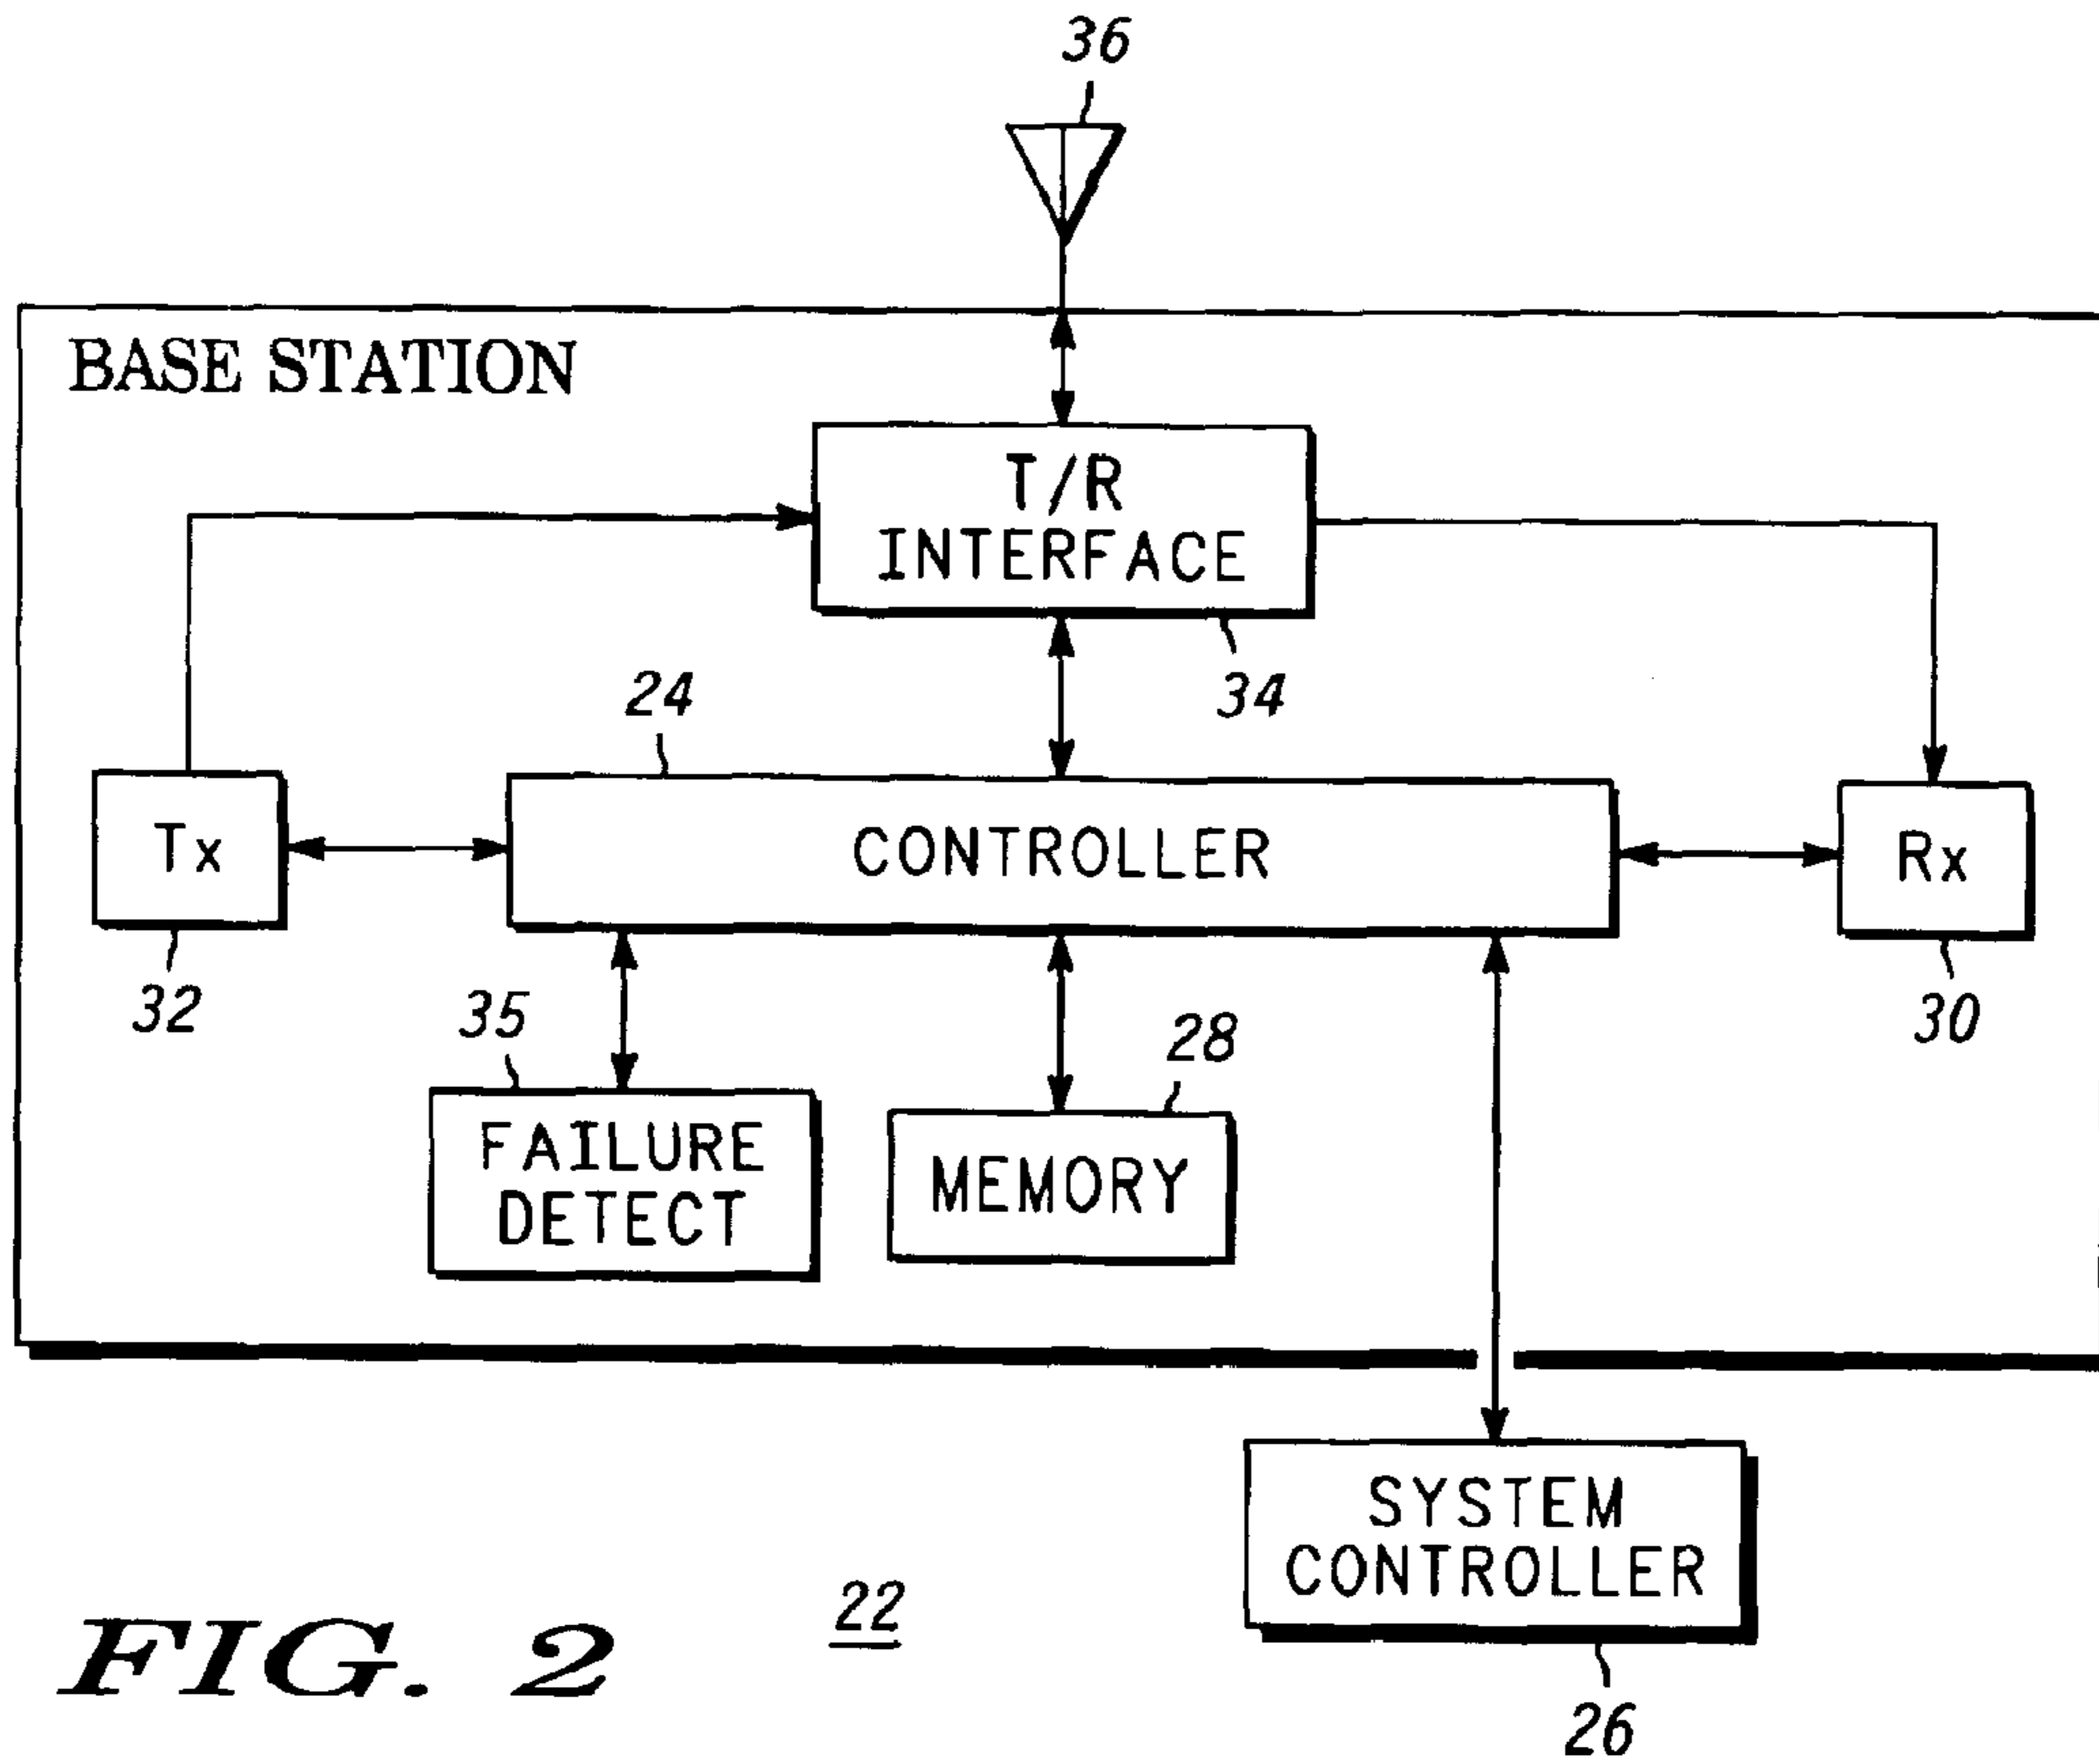 36
BASE STATION
T/R
INTERFACE
24
34
Tx
CONTROLLER
Rx
32
35
28
30
FAILURE
DETECT
MEMORY
SYSTEM
CONTROLLER
22
FIG. 2
26